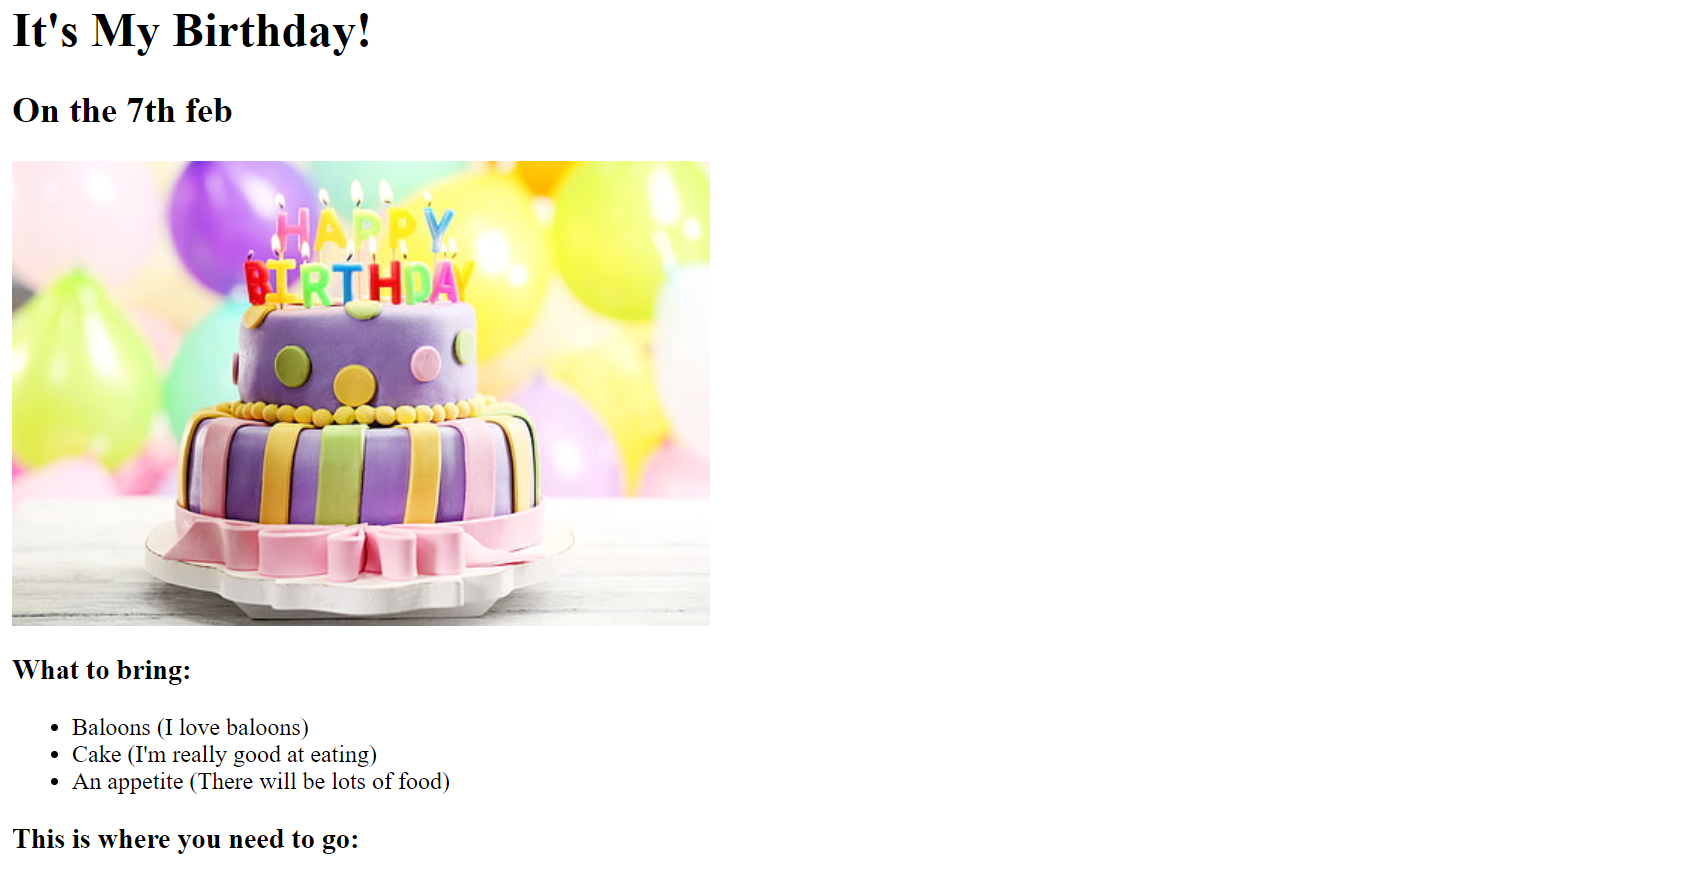 It's My Birthday!
On the 7th feb
HAPPY
BIRTHDAY
What to bring:
Baloons (I love baloons)
Cake (I'm really good at eating)
An appetite (There will be lots of food)
This is where you need to go: